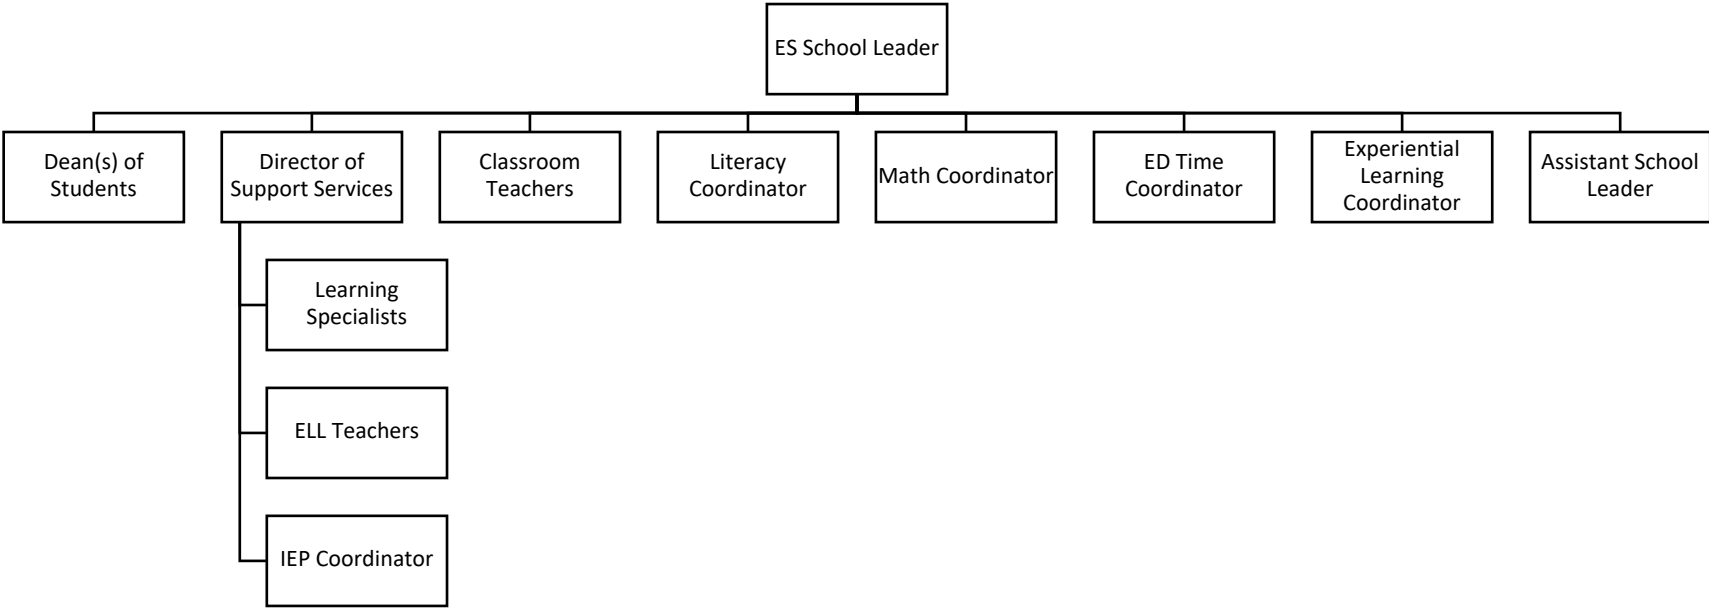 ES School Leader
Dean(s) of
Students
Director of
Support Services
Classroom
Teachers
Literacy
Coordinator
Math Coordinator
ED Time
Coordinator
Experiential
Learning
Coordinator
Assistant School
Leader
Learning
Specialists
ELL Teachers
IEP Coordinator